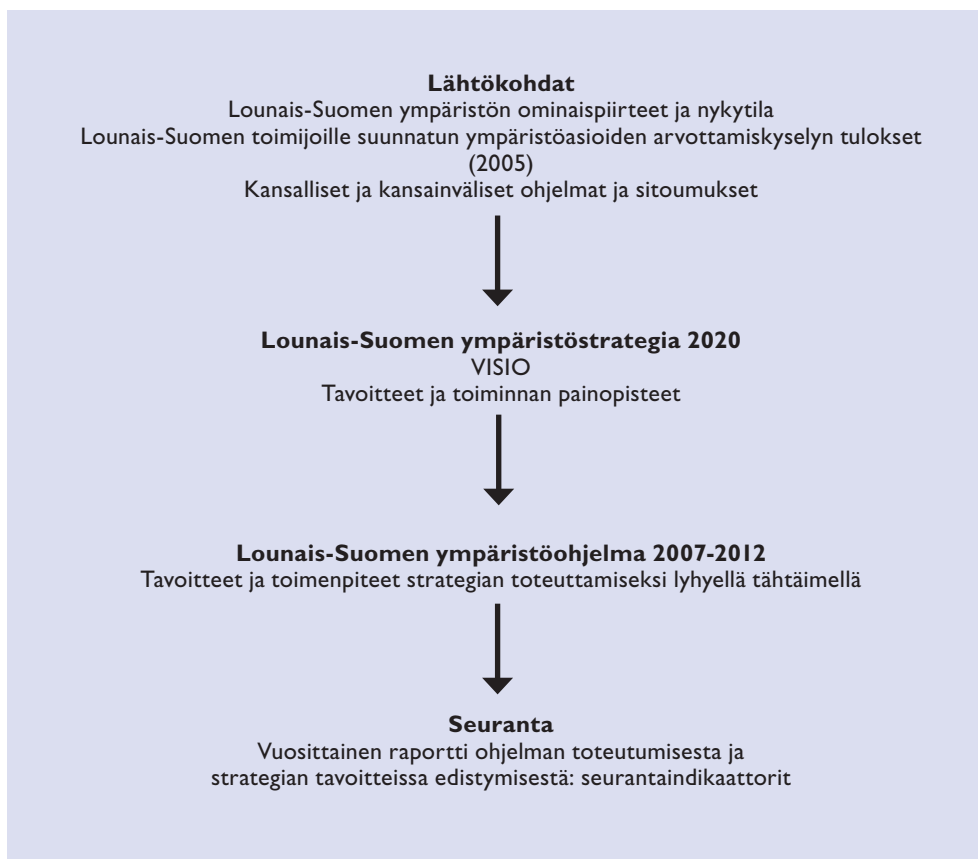 Lähtökohdat
Lounais-Suomen ympäristön ominaispiirteet ja nykytila
Lounais-Suomen toimijoille suunnatun ympäristöasioiden arvottamiskyselyn tulokset
(2005)
Kansalliset ja kansainväliset ohjelmat ja sitoumukset
Lounais-Suomen ympäristöstrategia 2020
VISIO
Tavoitteet ja toiminnan painopisteet
Lounais-Suomen ympäristöohjelma 2007-2012
Tavoitteet ja toimenpiteet strategian toteuttamiseksi lyhyellä tähtäimellä
Seuranta
Vuosittainen raportti ohjelman toteutumisesta ja
strategian tavoitteissa edistymisestä: seurantaindikaattorit